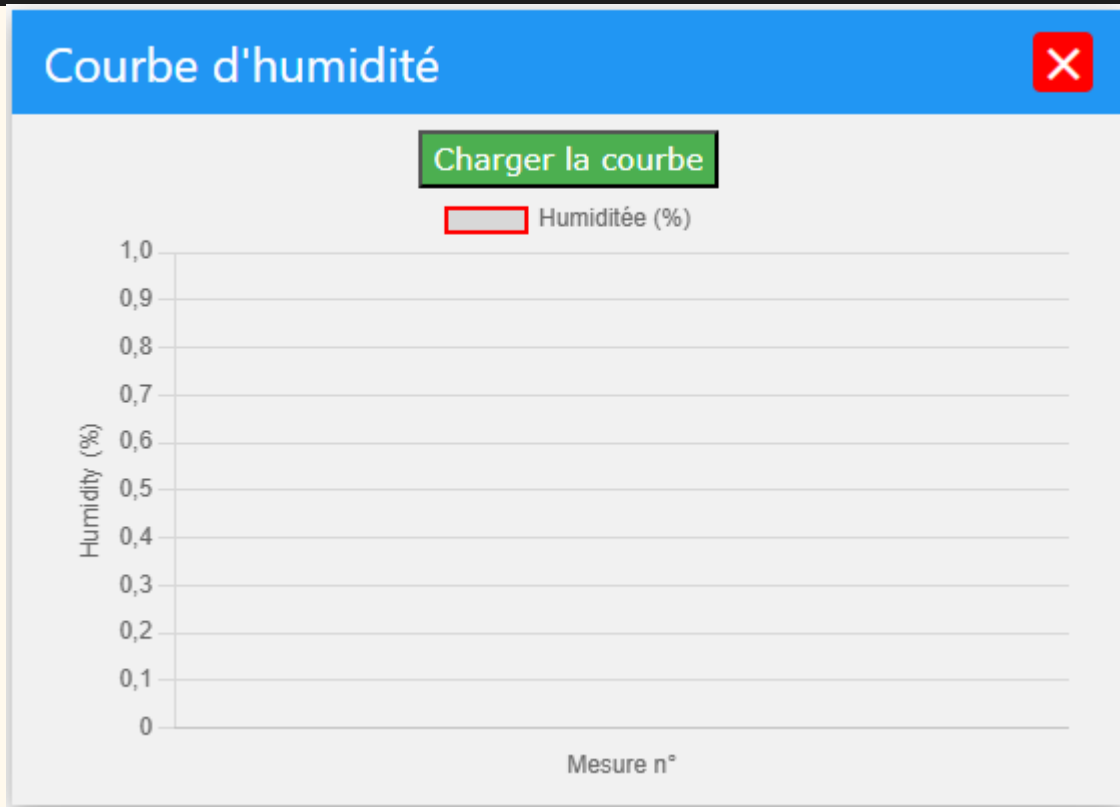 Courbe d'humidité
Charger la courbe
Humiditée (%)
1,0
0,9
0,8
0,7
0,6
0,5
0,4
0,3
0,2
0,1
0
Humidity (%)
Mesure n°